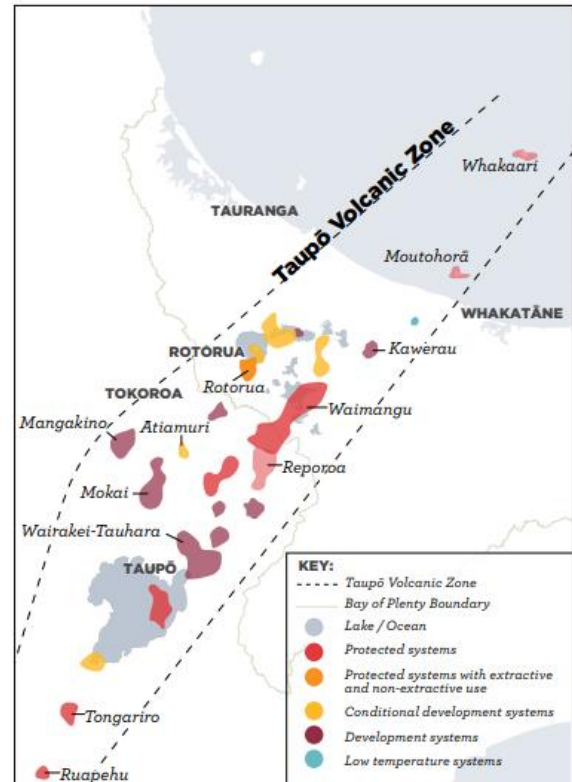 Whakaari
Taupō Volcanic Zone
TAURANGA
Moutohorā
WHAKATĀNE
ROTORUA
Kawerau
Rotorua
TOKOROA
Waimangu
Mangakino
Atiamuri
Reporoa
Mokai
Wairakei-Tauhara
TAUPŌ
Tongariro
Ruapehu
KEY:
Taupō Volcanic Zone
Bay of Plenty Boundary
Lake / Ocean
Protected systems
Protected systems with extractive
and non-extractive use
Conditional development systems
Development systems
Low temperature systems